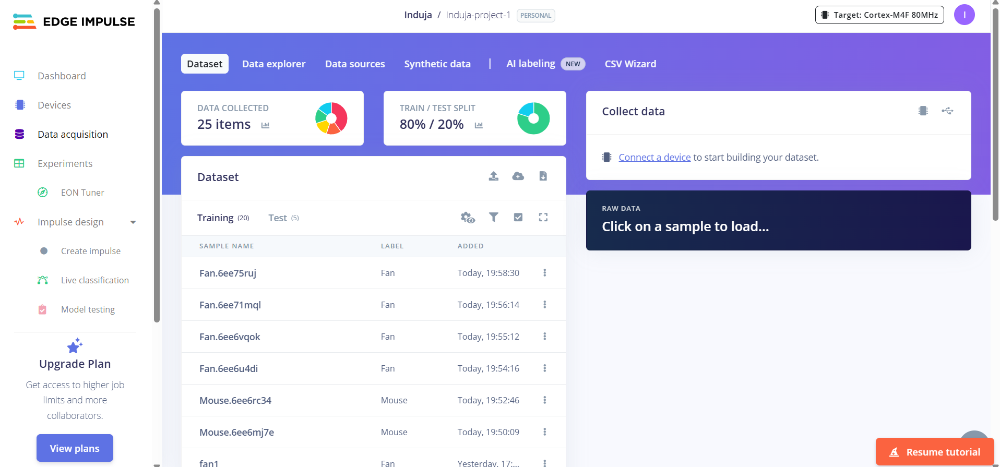 EDGE IMPULSE
Induja / Induja-project-1 PERSONAL
Target: Cortex-M4F 80MHz
I
Dashboard
Devices
Data acquisition
Experiments
EON Tuner
Impulse design
Create impulse
Live classification
Model testing
Upgrade Plan
Get access to higher job
limits and more
collaborators.
View plans
Dataset Data explorer Data sources Synthetic data | AI labeling NEW CSV Wizard
DATA COLLECTED
25 items
TRAIN / TEST SPLIT
80% / 20%
Collect data
Connect a device to start building your dataset.
RAW DATA
Click on a sample to load...
Dataset
Training (20) Test (5)
SAMPLE NAME LABEL ADDED
Fan.6ee75ruj Fan Today, 19:58:30
Fan.6ee71mql Fan Today, 19:56:14
Fan.6ee6vqok Fan Today, 19:55:12
Fan.6ee6u4di Fan Today, 19:54:16
Mouse.6ee6rc34 Mouse Today, 19:52:46
Mouse.6ee6mj7e Mouse Today, 19:50:09
fan1 Fan Yesterday, 17:...
Resume tutorial